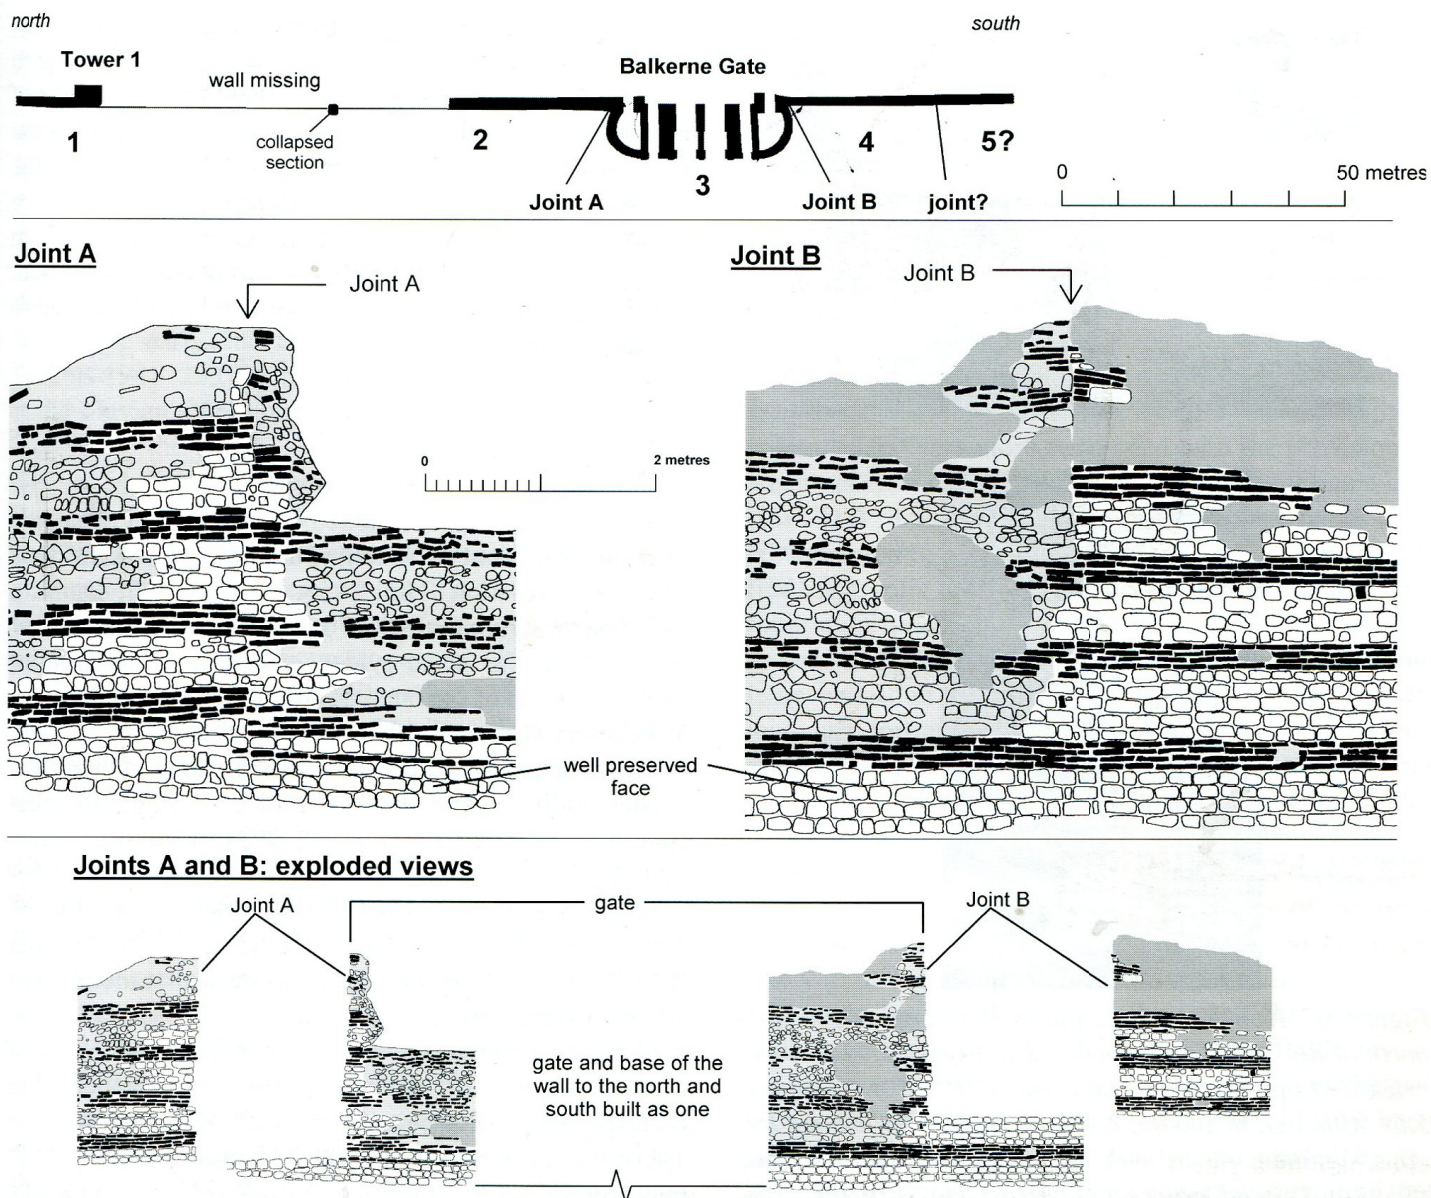 north
south
Tower 1
wall missing
Balkerne Gate
collapsed
section
1
2
3
4
5?
Joint A
Joint B
joint?
0
50 metres
Joint A
Joint A
0
2 metres
Joint B
Joint B
well preserved
face
Joints A and B: exploded views
Joint A
gate
Joint B
gate and base of the
wall to the north and
south built as one